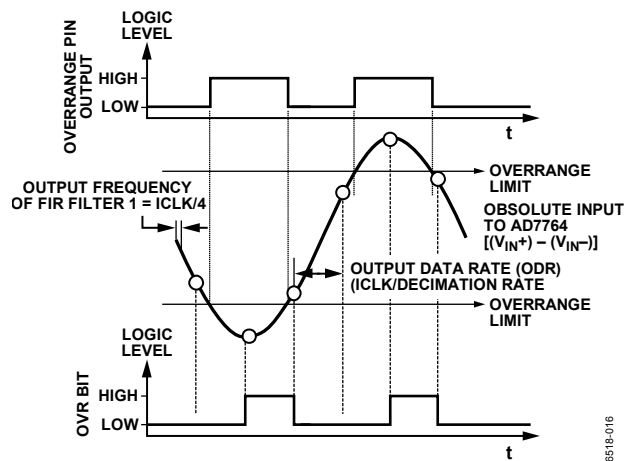 LOGIC
LEVEL
OVERRANGE PIN
OUTPUT
HIGH
LOW
t
OVERRANGE
LIMIT
OUTPUT FREQUENCY
OF FIR FILTER 1 = ICLK/4
ABSOLUTE INPUT
TO AD7764
[(VIN+) – (VIN–)]
OUTPUT DATA RATE (ODR)
(ICLK/DECIMATION RATE
OVERRANGE
LIMIT
LOGIC
LEVEL
OVR BIT
HIGH
LOW
t
6518-016